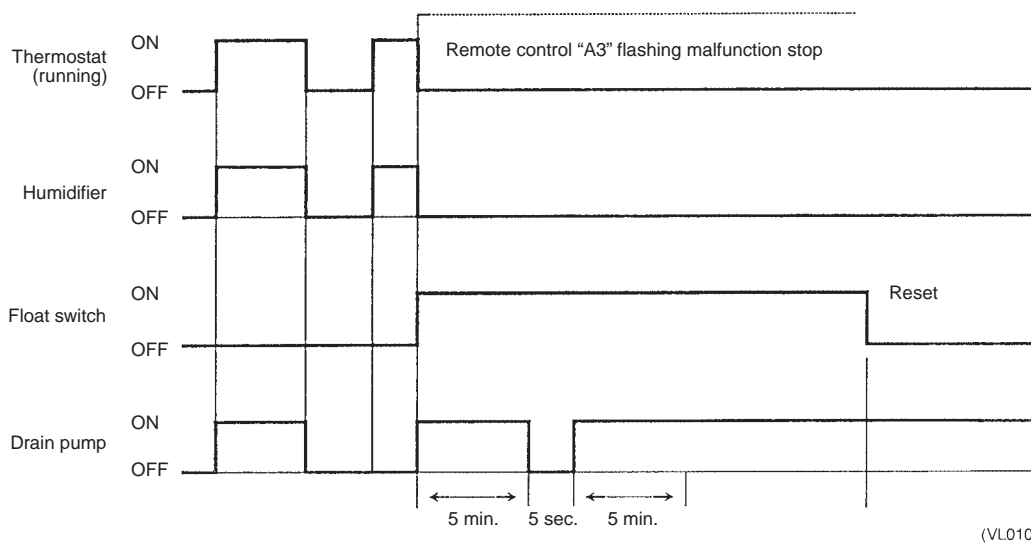 Thermostat
(running)
ON
OFF
Remote control “A3” flashing malfunction stop
Humidifier
ON
OFF
Float switch
ON
OFF
Reset
Drain pump
ON
OFF
5 min.
5 sec.
5 min.
(VL010